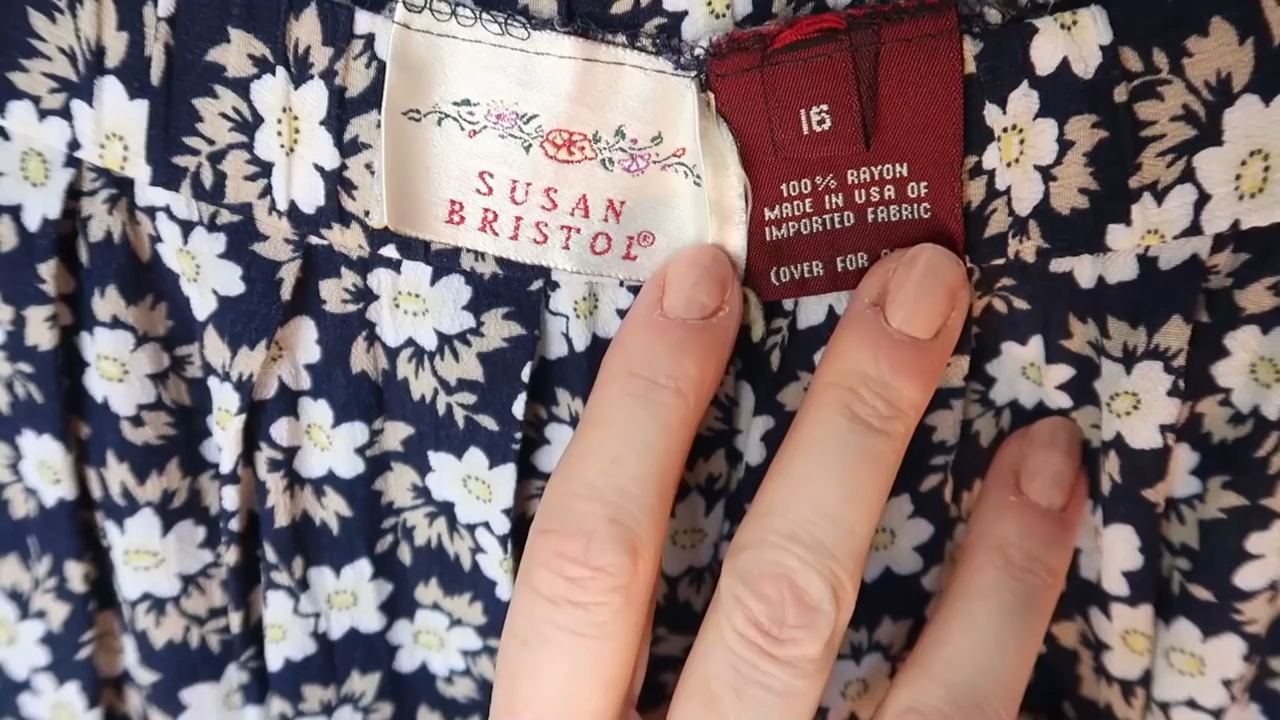 SUSAN
BRISTOL®
16
100% RAYON
MADE IN USA OF
IMPORTED FABRIC
(OVER FOR